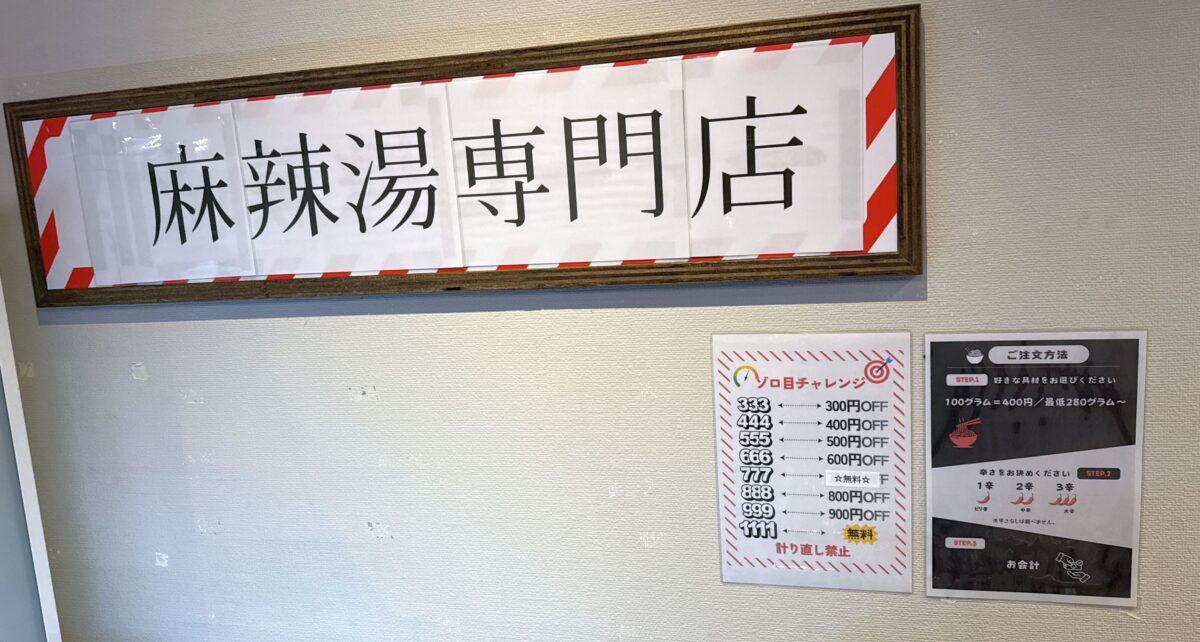 麻辣湯専門店
ゾロ目チャレンジ
333 300円OFF
444 400円OFF
555 500円OFF
666 600円OFF
777 ☆無料☆ F
888 800円OFF
999 900円OFF
1111 無料
計り直し禁止
ご注文方法
STEP.1 好きな具材をお選びください
100グラム=400円/最低280グラム~
辛さをお決めください STEP.2
1辛 2辛 3辛
ピリ辛 中辛 大辛
STEP.3
お会計